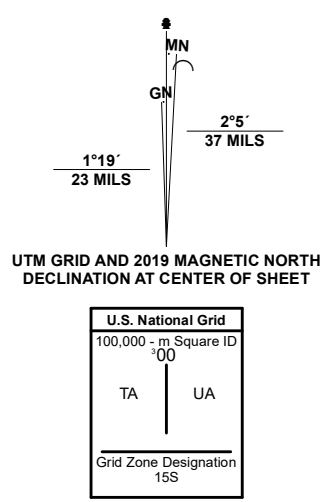 MN
GN
2°5´
37 MILS
1°19´
23 MILS
UTM GRID AND 2019 MAGNETIC NORTH
DECLINATION AT CENTER OF SHEET
U.S. National Grid
100,000 - m Square ID
³00
TA UA
Grid Zone Designation
15S